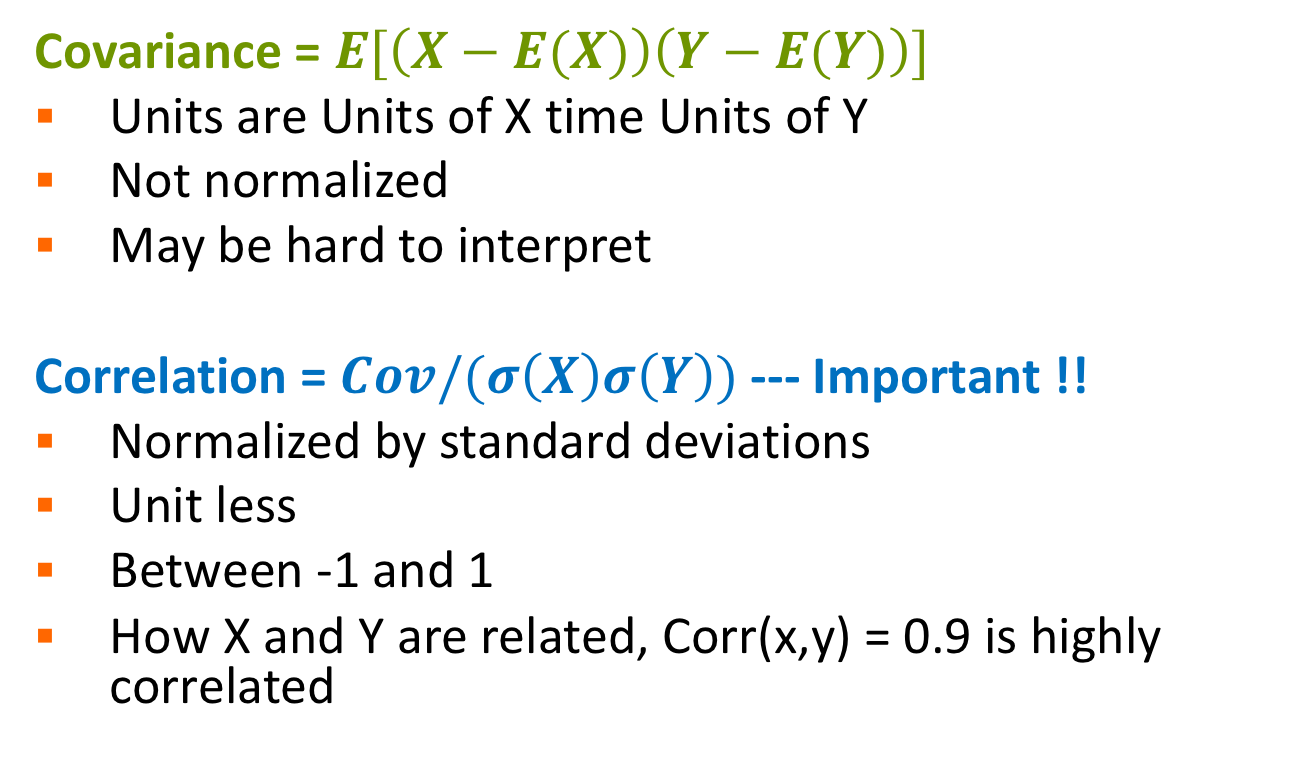 Covariance = E[(X − E(X))(Y − E(Y))]
▪ Units are Units of X time Units of Y
▪ Not normalized
▪ May be hard to interpret
Correlation = Cov/(σ(X)σ(Y)) --- Important !!
▪ Normalized by standard deviations
▪ Unit less
▪ Between -1 and 1
▪ How X and Y are related, Corr(x,y) = 0.9 is highly
correlated